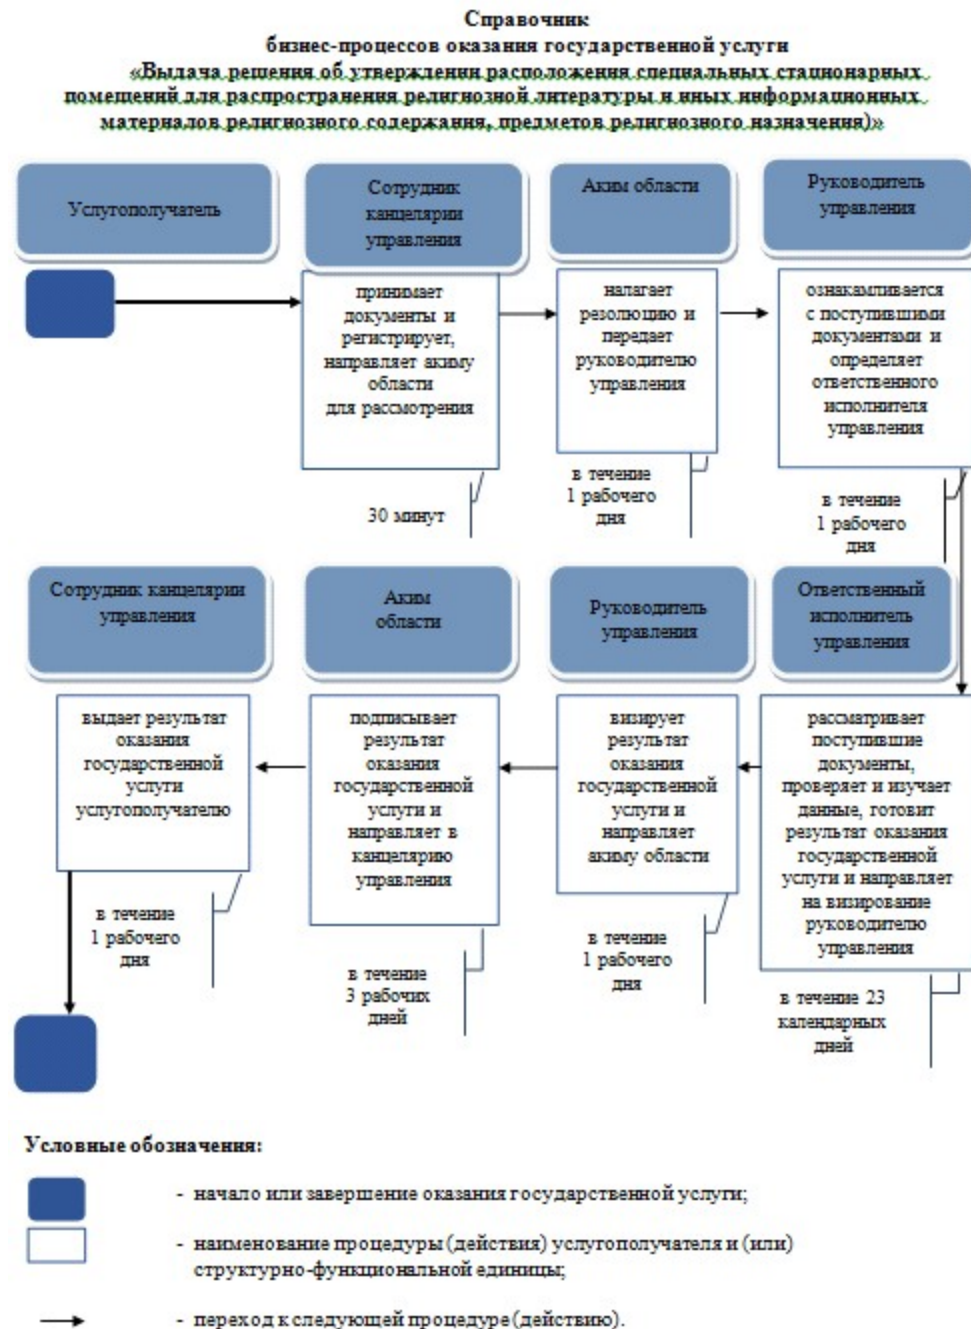 Справочник
бизнес-процессов оказания государственной услуги
«Выдача решения об утверждении расположения специальных стационарных
помещений для распространения религиозной литературы и иных информационных
материалов религиозного содержания, предметов религиозного назначения)»
Услугополучатель
Сотрудник
канцелярии
управления
Аким области
Руководитель
управления
принимает
документы и
регистрирует,
направляет акиму
области
для рассмотрения
налагает
резолюцию и
передает
руководителю
управления
ознакамливается
с поступившими
документами и
определяет
ответственного
исполнителя
управления
30 минут
в течение
1 рабочего
дня
в течение
1 рабочего
дня
Сотрудник канцелярии
управления
Аким
области
Руководитель
управления
Ответственный
исполнитель
управления
выдает результат
оказания
государственной
услуги
услугополучателю
подписывает
результат
оказания
государственной
услуги и
направляет в
канцелярию
управления
визирует
результат
оказания
государственной
услуги и
направляет
акиму области
рассматривает
поступившие
документы,
проверяет и изучает
данные, готовит
результат оказания
государственной
услуги и направляет
на визирование
руководителю
управления
в течение
1 рабочего
дня
в течение
3 рабочих
дней
в течение
1 рабочего
дня
в течение 23
календарных
дней
Условные обозначения:
- начало или завершение оказания государственной услуги;
- наименование процедуры (действия) услугополучателя и (или)
структурно-функциональной единицы;
- переход к следующей процедуре (действию).